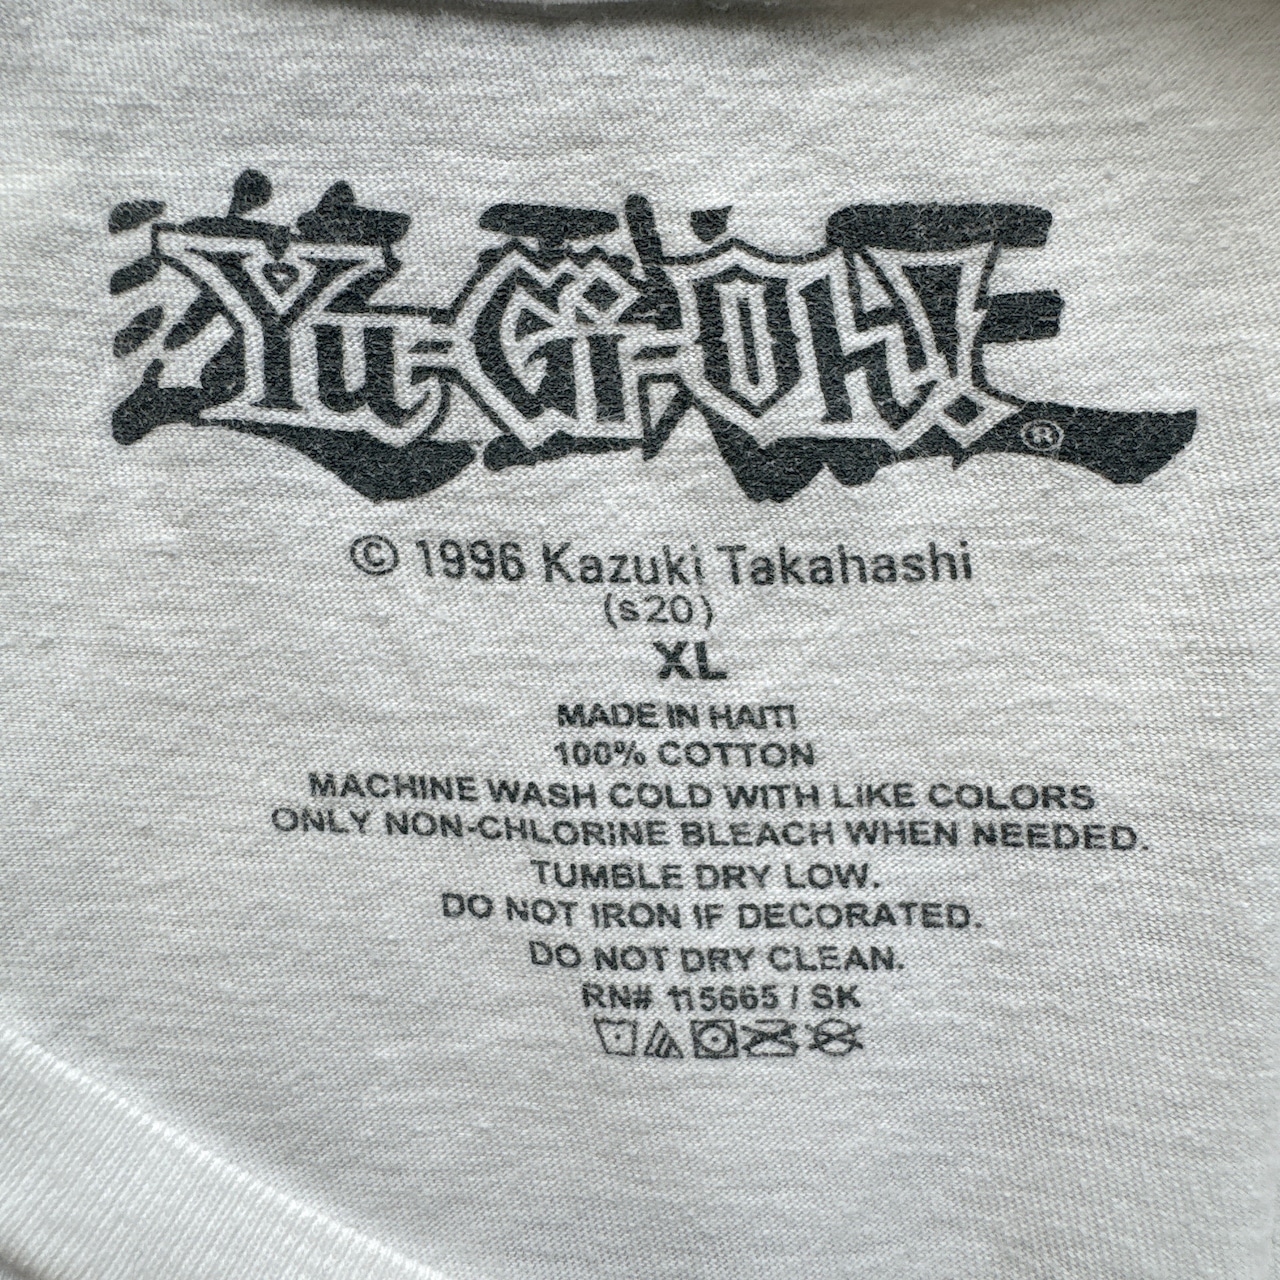 Yu-Gi-Oh!®
© 1996 Kazuki Takahashi
(s20)
XL
MADE IN HAITI
100% COTTON
MACHINE WASH COLD WITH LIKE COLORS
ONLY NON-CHLORINE BLEACH WHEN NEEDED.
TUMBLE DRY LOW.
DO NOT IRON IF DECORATED.
DO NOT DRY CLEAN.
RN# 115665 / SK